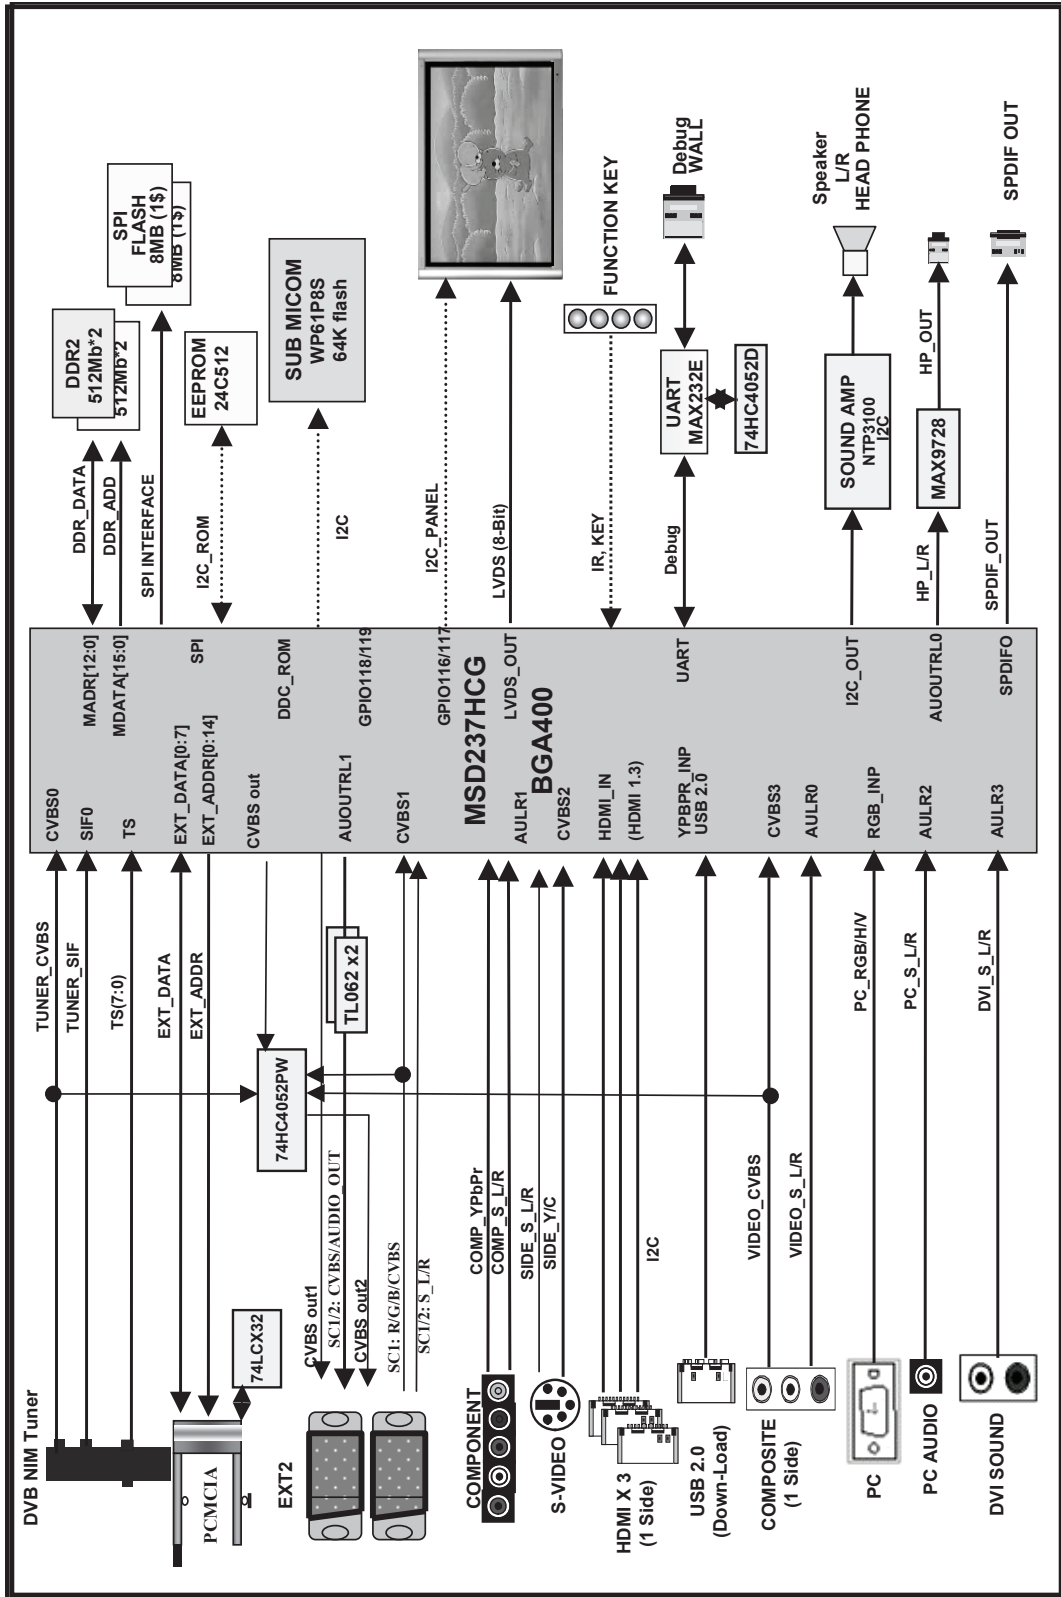 DVB NIM Tuner
PCMCIA
74LCX32
EXT2
COMPONENT
S-VIDEO
HDMI X 3
(1 Side)
USB 2.0
(Down-Load)
COMPOSITE
(1 Side)
PC
PC AUDIO
DVI SOUND
TUNER_CVBS
TUNER_SIF
TS(7:0)
EXT_DATA
EXT_ADDR
74HC4052PW
TL062 x2
CVBS out1
SC1/2: CVBS/AUDIO_OUT
CVBS out2
SC1: R/G/B/CVBS
SC1/2: S_L/R
COMP_YPbPr
COMP_S_L/R
SIDE_S_L/R
SIDE_Y/C
I2C
VIDEO_CVBS
VIDEO_S_L/R
PC_RGB/H/V
PC_S_L/R
DVI_S_L/R
CVBS0
SIF0
TS
EXT_DATA[0:7]
EXT_ADDR[0:14]
CVBS out
AUOUTRL1
CVBS1
AULR1
CVBS2
HDMI_IN
(HDMI 1.3)
YPBPR_INP
USB 2.0
CVBS3
AULR0
RGB_INP
AULR2
AULR3
MSD237HCG
BGA400
MADR[12:0]
MDATA[15:0]
SPI
DDC_ROM
GPIO118/119
GPIO116/117
LVDS_OUT
UART
I2C_OUT
AUOUTRL0
SPDIFO
DDR_DATA
DDR_ADD
SPI INTERFACE
I2C_ROM
I2C
I2C_PANEL
LVDS (8-Bit)
IR, KEY
Debug
HP_L/R
SPDIF_OUT
DDR2
512Mb*2
512Mb*2
SPI
FLASH
8MB (1$)
8MB (1$)
EEPROM
24C512
SUB MICOM
WP61P8S
64K flash
FUNCTION KEY
UART
MAX232E
74HC4052D
Debug
WALL
SOUND AMP
NTP3100
I2C
MAX9728
HP_OUT
Speaker
L/R
HEAD PHONE
SPDIF OUT